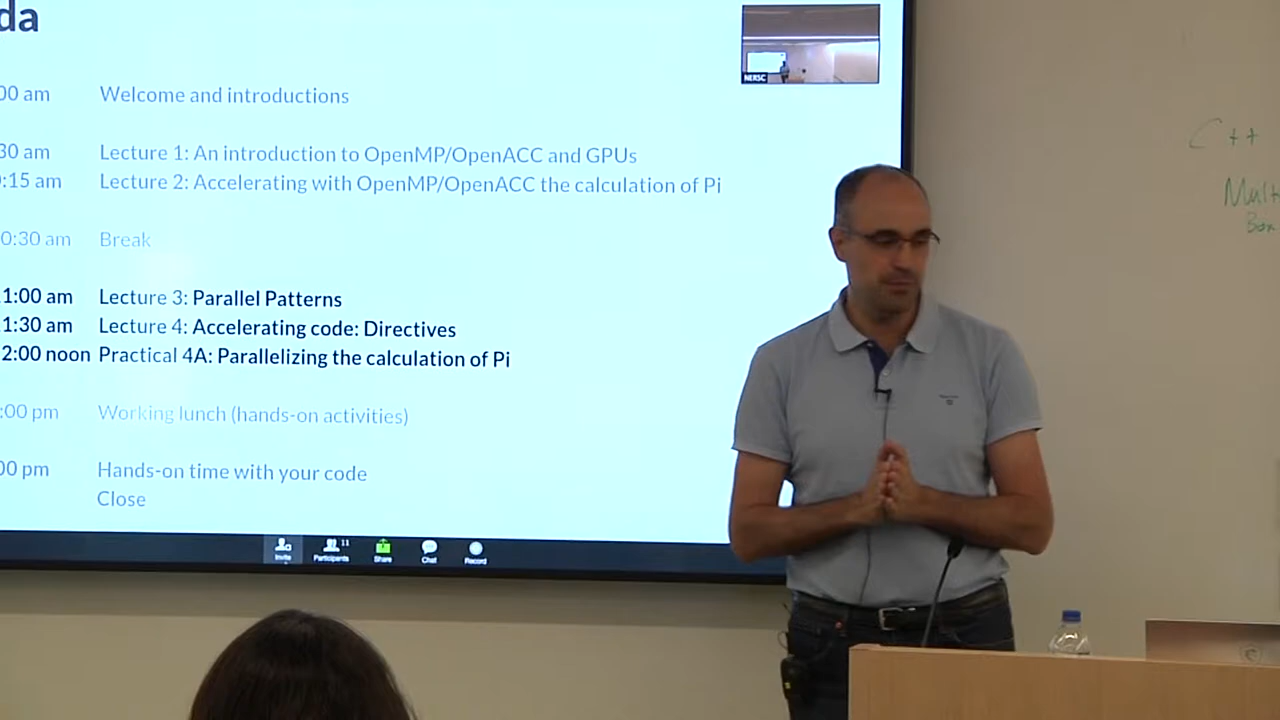 da
00 am Welcome and introductions
30 am Lecture 1: An introduction to OpenMP/OpenACC and GPUs
:15 am Lecture 2: Accelerating with OpenMP/OpenACC the calculation of Pi
0:30 am Break
1:00 am Lecture 3: Parallel Patterns
1:30 am Lecture 4: Accelerating code: Directives
2:00 noon Practical 4A: Parallelizing the calculation of Pi
:00 pm Working lunch (hands-on activities)
00 pm Hands-on time with your code
Close
NERSC
Invite
Participants 11
Share
Chat
Record
C++
Mult
Box